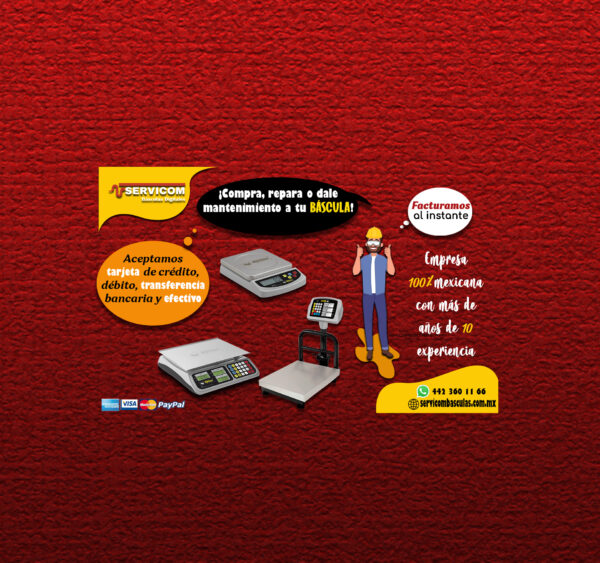 SERVICOM
Básculas Digitales
¡Compra, repara o dale
mantenimiento a tu BÁSCULA!
Facturamos
al instante
Aceptamos
tarjeta de crédito,
débito, transferencia
bancaria y efectivo
Empresa
100% mexicana
con más de
años de 10
experiencia
VISA
PayPal
442 360 11 66
servicombasculas.com.mx